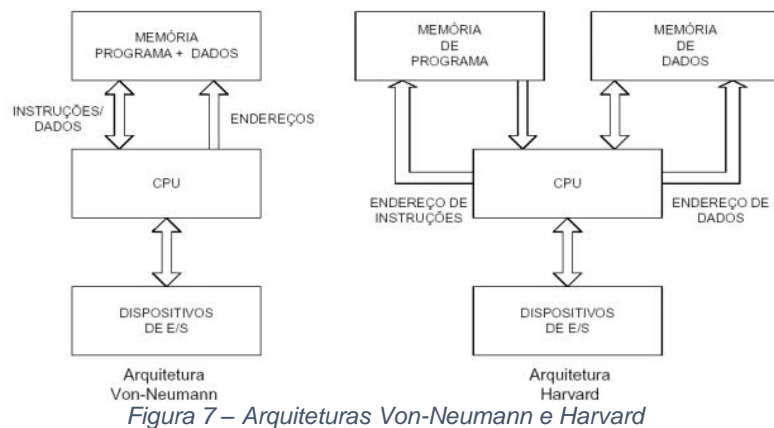 MEMÓRIA
PROGRAMA + DADOS
INSTRUÇÕES/
DADOS
ENDEREÇOS
CPU
DISPOSITIVOS
DE E/S
Arquitetura
Von-Neumann
MEMÓRIA
DE
PROGRAMA
MEMÓRIA
DE
DADOS
CPU
ENDEREÇO DE
INSTRUÇÕES
ENDEREÇO DE
DADOS
DISPOSITIVOS
DE E/S
Arquitetura
Harvard
Figura 7 – Arquiteturas Von-Neumann e Harvard